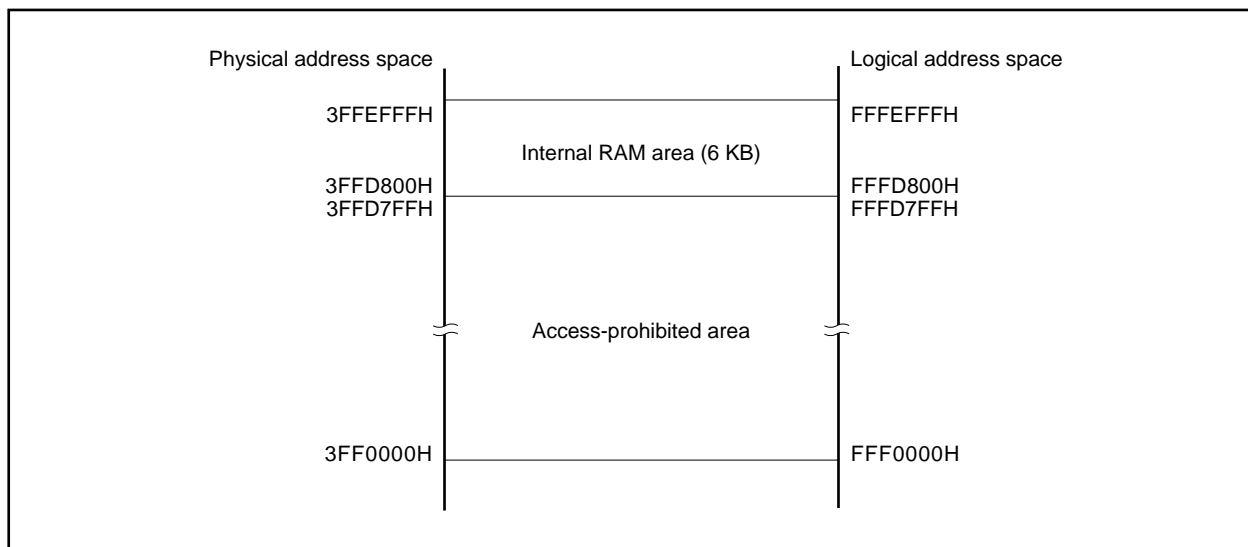 Physical address space Logical address space
3FFEFFFH FFFEFFFH
Internal RAM area (6 KB)
3FFD800H FFFD800H
3FFD7FFH FFFD7FFH
Access-prohibited area
3FF0000H FFF0000H